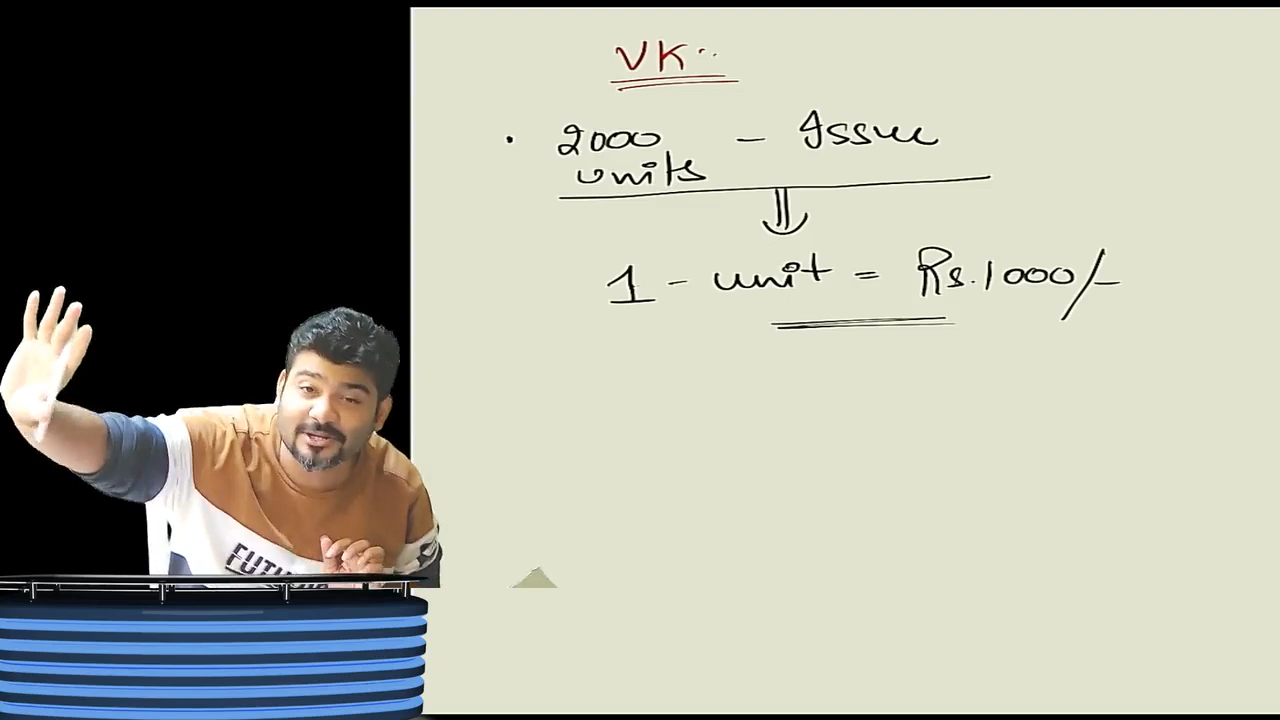 VK..
. 2000 - Issue
units
1 - unit = Rs.1000/-